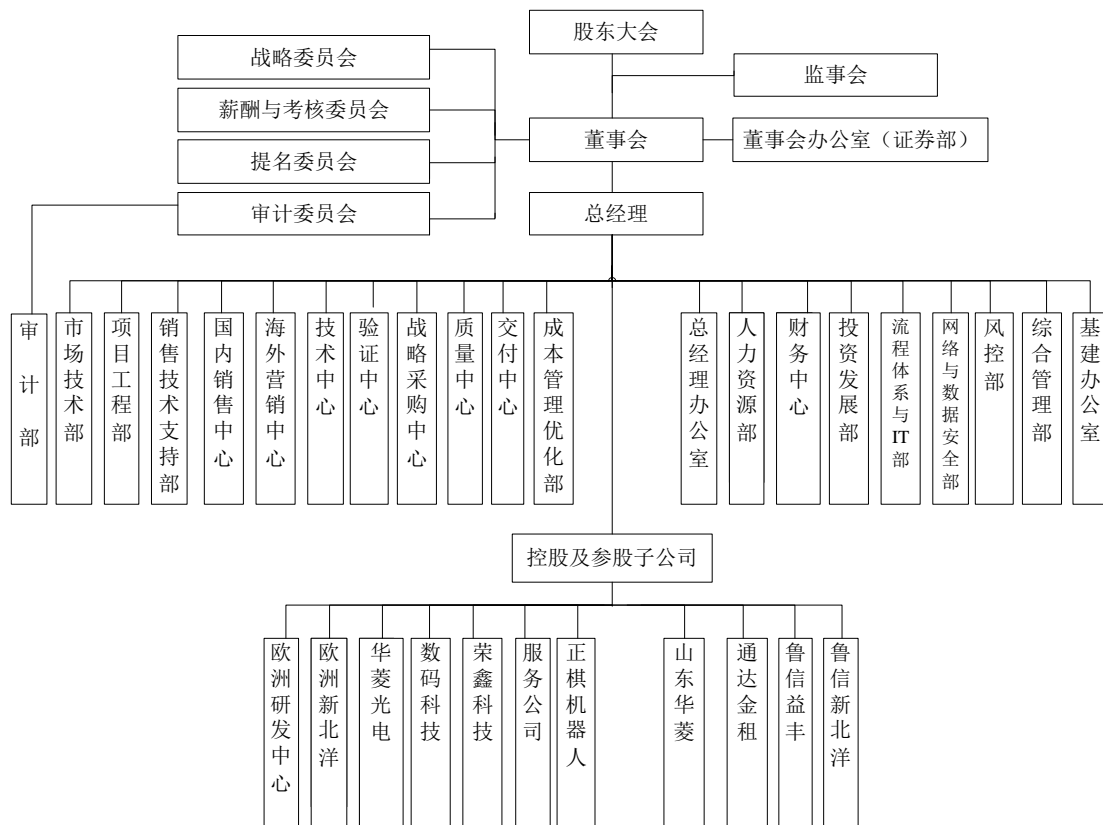 股东大会
战略委员会
监事会
薪酬与考核委员会
董事会
董事会办公室（证券部）
提名委员会
审计委员会
总经理
审计部
市场技术部
项目工程部
销售技术支持部
国内销售中心
海外营销中心
技术中心
验证中心
战略采购中心
质量中心
交付中心
成本管理优化部
总经理办公室
人力资源部
财务中心
投资发展部
流程体系与IT部
网络与数据安全部
风控部
综合管理部
基建办公室
控股及参股子公司
欧洲研发中心
欧洲新北洋
华菱光电
数码科技
荣鑫科技
服务公司
正棋机器人
山东华菱
通达金租
鲁信益丰
鲁信新北洋